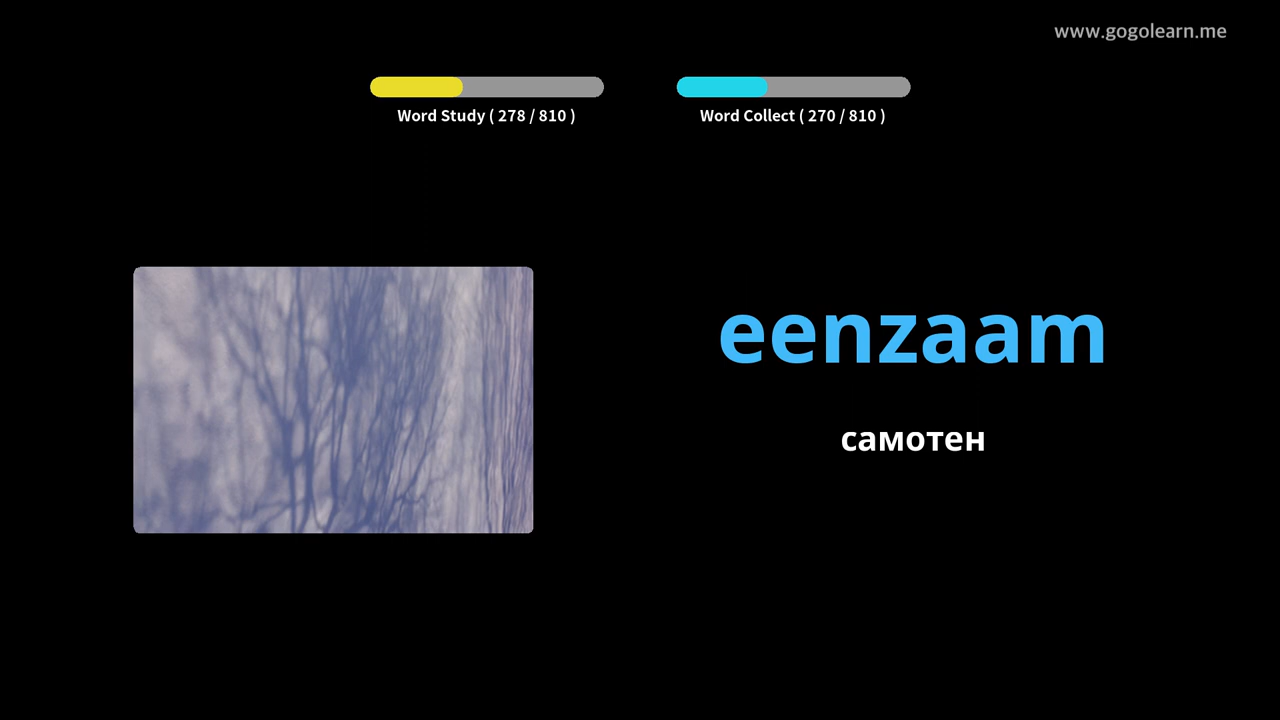 www.gogolearn.me
Word Study ( 278 / 810 )
Word Collect ( 270 / 810 )
eenzaam
самотен